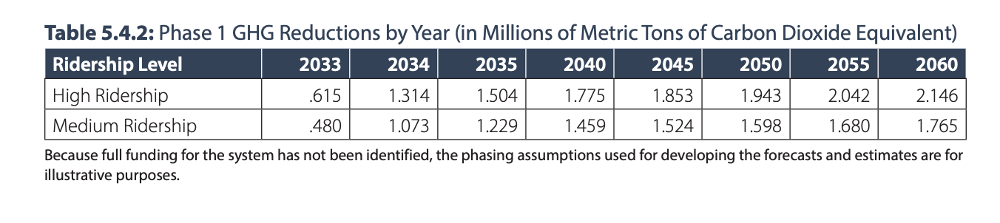 Table 5.4.2: Phase 1 GHG Reductions by Year (in Millions of Metric Tons of Carbon Dioxide Equivalent)
Ridership Level 2033 2034 2035 2040 2045 2050 2055 2060
High Ridership .615 1.314 1.504 1.775 1.853 1.943 2.042 2.146
Medium Ridership .480 1.073 1.229 1.459 1.524 1.598 1.680 1.765
Because full funding for the system has not been identified, the phasing assumptions used for developing the forecasts and estimates are for
illustrative purposes.